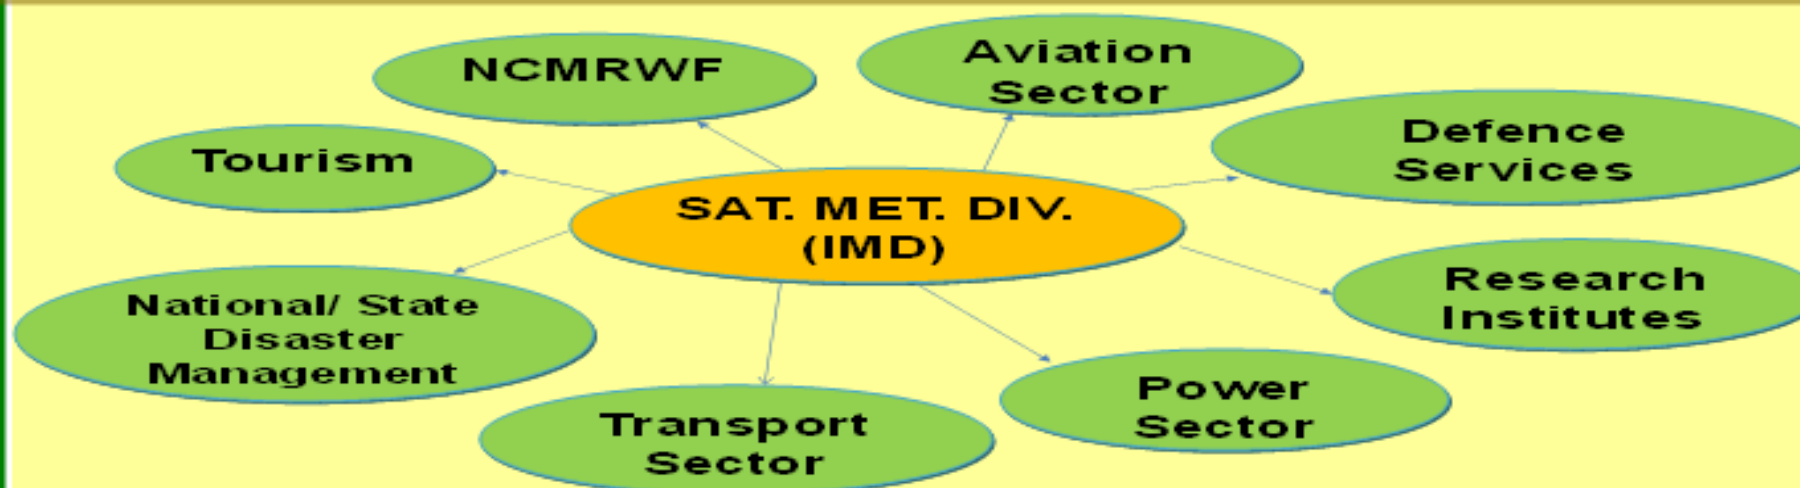 NCMRWF
Aviation
Sector
Defence
Services
Tourism
SAT. MET. DIV.
(IMD)
Research
Institutes
National/ State
Disaster
Management
Power
Sector
Transport
Sector